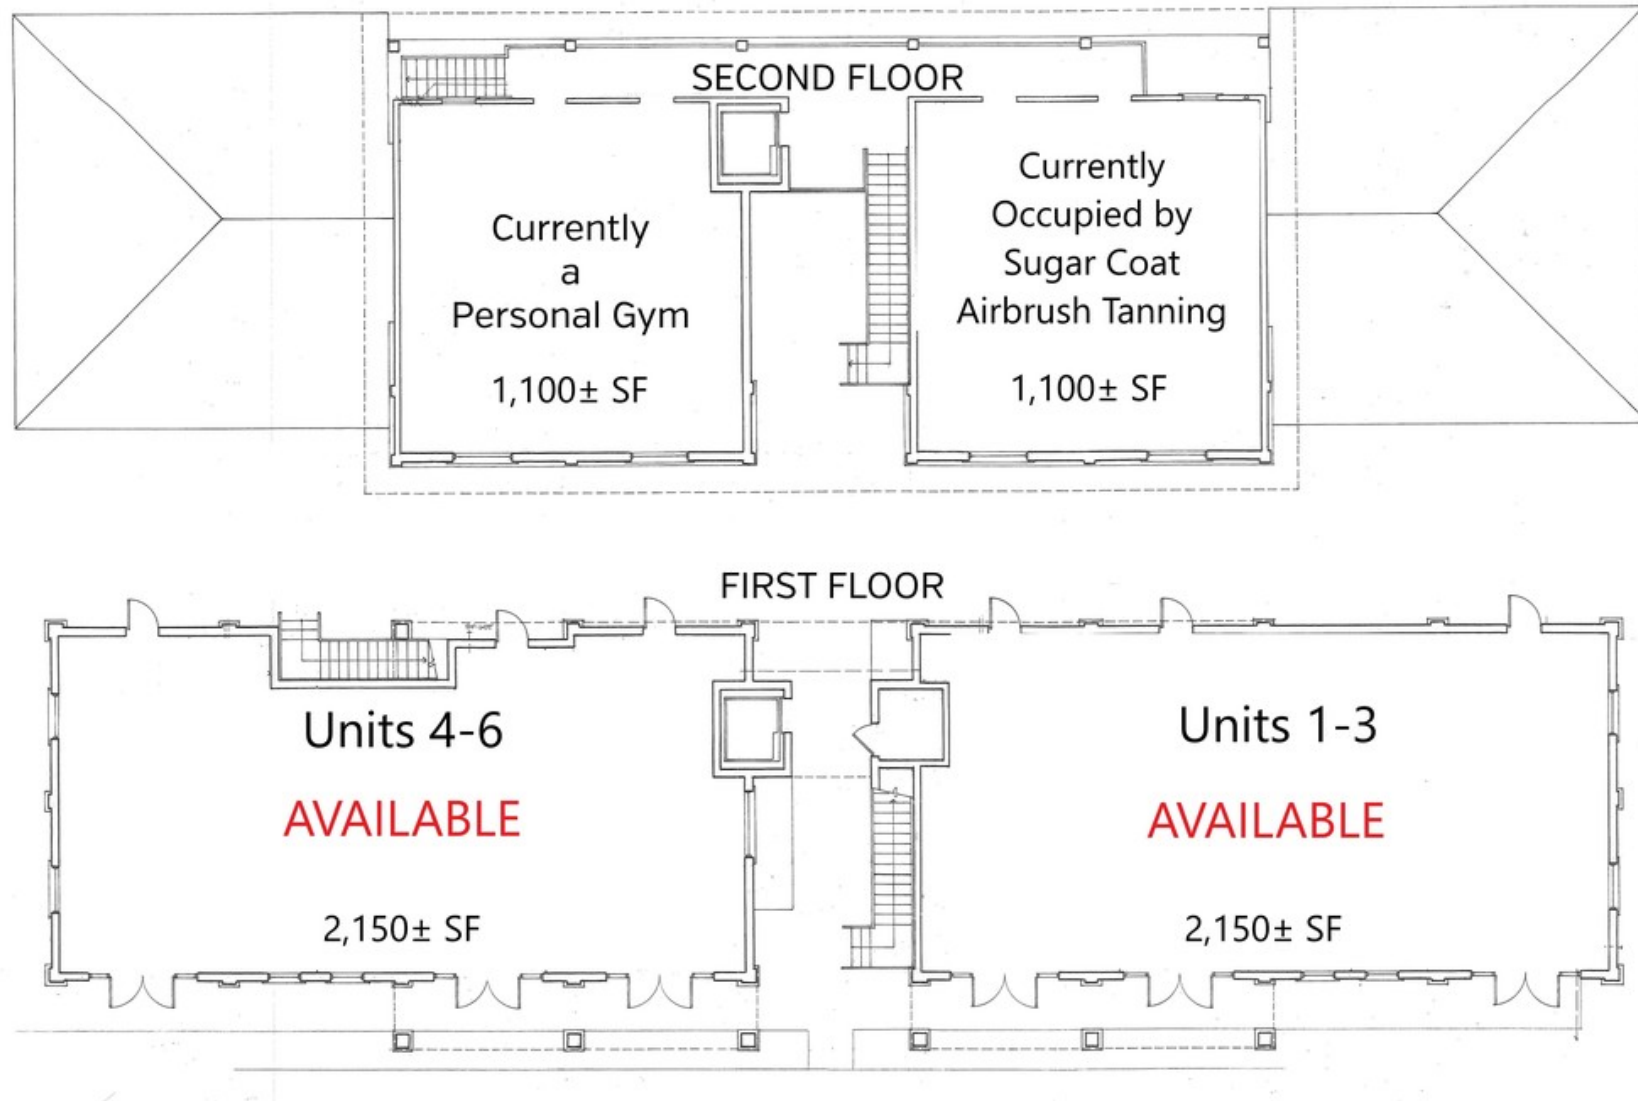 SECOND FLOOR
Currently
a
Personal Gym
1,100± SF
Currently
Occupied by
Sugar Coat
Airbrush Tanning
1,100± SF
FIRST FLOOR
Units 4-6
AVAILABLE
2,150± SF
Units 1-3
AVAILABLE
2,150± SF